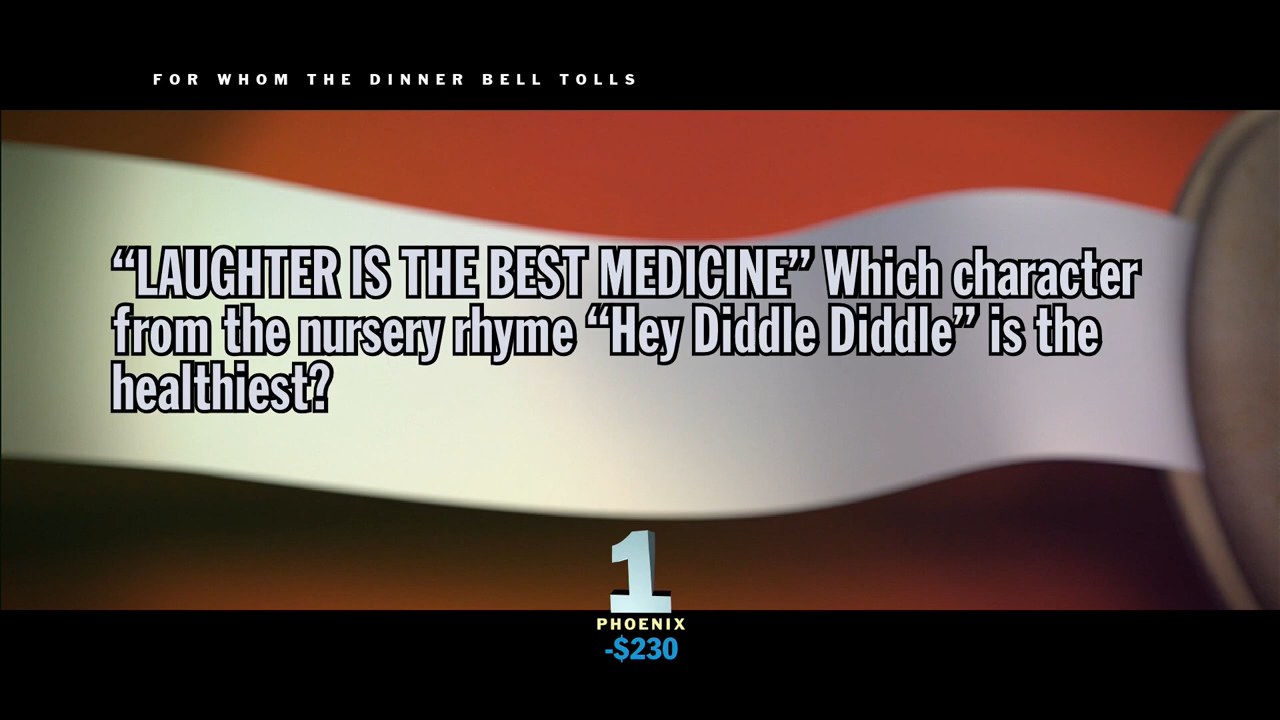 FOR WHOM THE DINNER BELL TOLLS
“LAUGHTER IS THE BEST MEDICINE” Which character
from the nursery rhyme “Hey Diddle Diddle” is the
healthiest?
1
PHOENIX
-$230